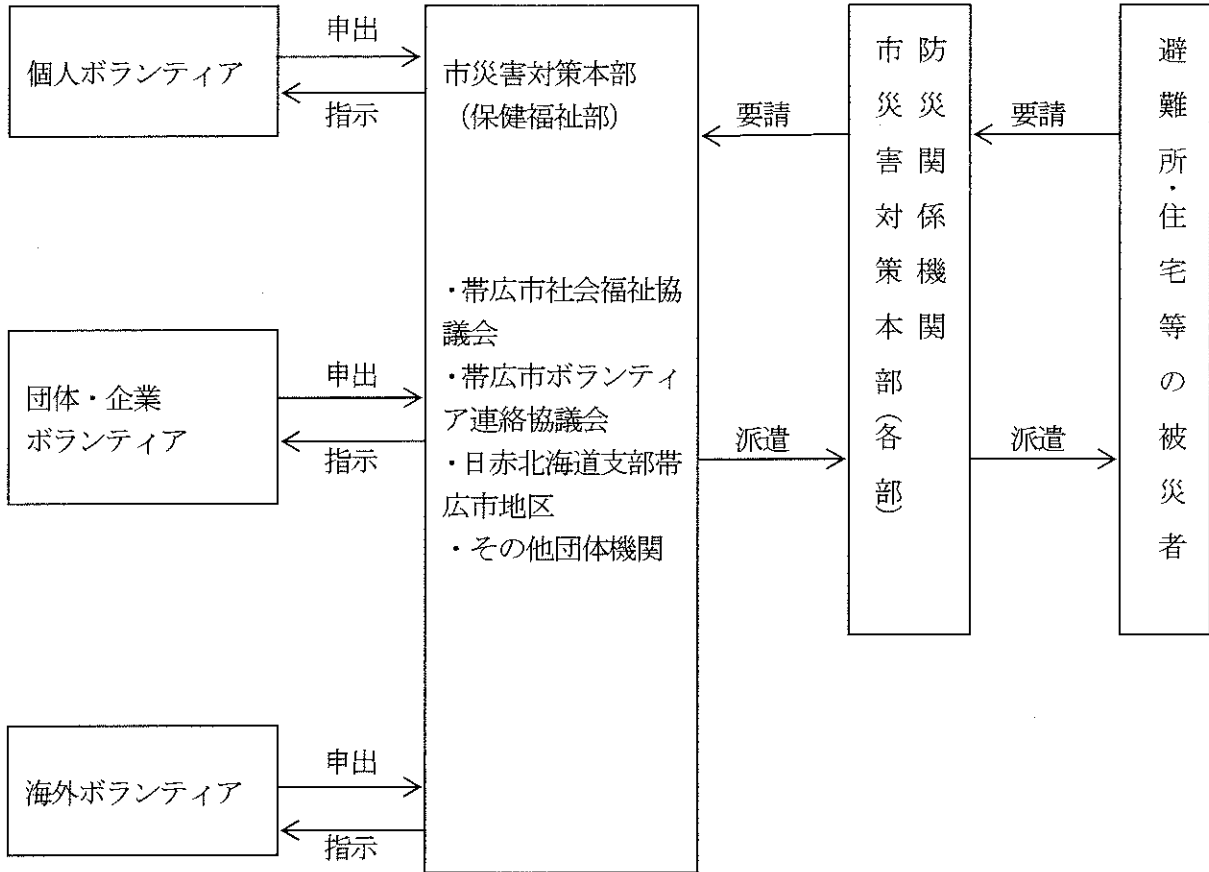 個人ボランティア
申出
指示
団体・企業
ボランティア
申出
指示
海外ボランティア
申出
指示
市災害対策本部
(保健福祉部)
・帯広市社会福祉協
議会
・帯広市ボランティ
ア連絡協議会
・日赤北海道支部帯
広市地区
・その他団体機関
要請
派遣
防災関係機関
市災害対策本部(各部)
要請
派遣
避難所・住宅等の被災者